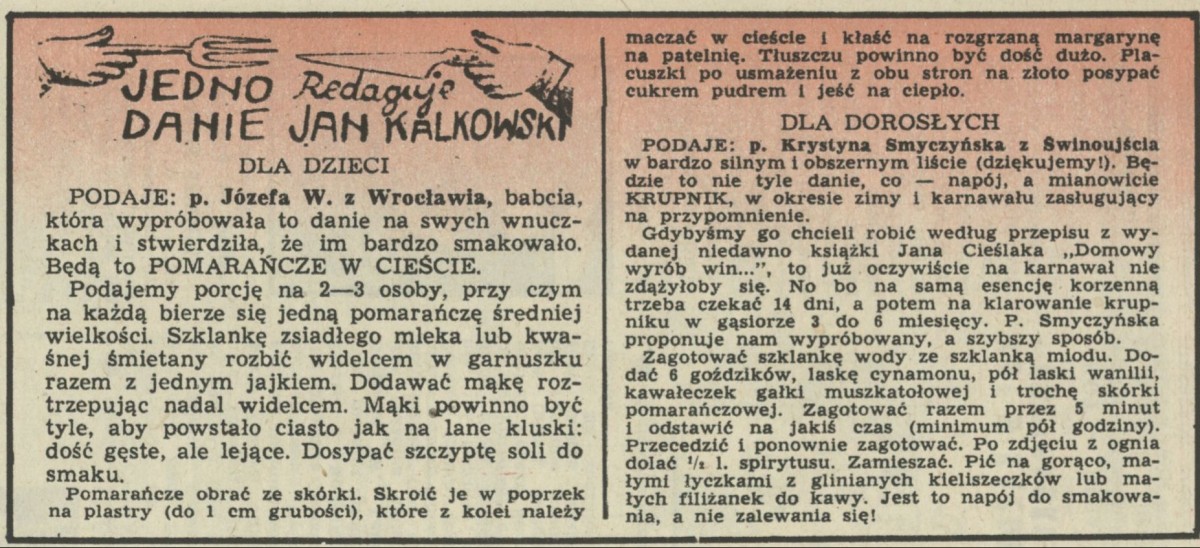 JEDNO Redaguje
DANIE JAN KALKOWSKI
DLA DZIECI
PODAJE: p. Józefa W. z Wrocławia, babcia,
która wypróbowała to danie na swych wnucz-
kach i stwierdziła, że im bardzo smakowało.
Będą to POMARAŃCZE W CIEŚCIE.
Podajemy porcję na 2—3 osoby, przy czym
na każdą bierze się jedną pomarańczę średniej
wielkości. Szklankę zsiadłego mleka lub kwa-
śnej śmietany rozbić widelcem w garnuszku
razem z jednym jajkiem. Dodawać mąkę roz-
trzepując nadal widelcem. Mąki powinno być
tyle, aby powstało ciasto jak na lane kluski:
dość gęste, ale lejące. Dosypać szczyptę soli do
smaku.
Pomarańcze obrać ze skórki. Skroić je w poprzek
na plastry (do 1 cm grubości), które z kolei należy
maczać w cieście i kłaść na rozgrzaną margarynę
na patelnię. Tłuszczu powinno być dość dużo. Pla-
cuszki po usmażeniu z obu stron na złoto posypać
cukrem pudrem i jeść na ciepło.
DLA DOROSŁYCH
PODAJE: p. Krystyna Smyczyńska z Świnoujścia
w bardzo silnym i obszernym liście (dziękujemy!). Bę-
dzie to nie tyle danie, co — napój, a mianowicie
KRUPNIK, w okresie zimy i karnawału zasługujący
na przypomnienie.
Gdybyśmy go chcieli robić według przepisu z wy-
danej niedawno książki Jana Cieślaka „Domowy
wyrób win...”, to już oczywiście na karnawał nie
zdążyłoby się. No bo na samą esencję korzenną
trzeba czekać 14 dni, a potem na klarowanie krup-
niku w gąsiorze 3 do 6 miesięcy. P. Smyczyńska
proponuje nam wypróbowany, a szybszy sposób.
Zagotować szklankę wody ze szklanką miodu. Do-
dać 6 goździków, laskę cynamonu, pół laski wanilii,
kawałeczek gałki muszkatołowej i trochę skórki
pomarańczowej. Zagotować razem przez 5 minut
i odstawić na jakiś czas (minimum pół godziny).
Przecedzić i ponownie zagotować. Po zdjęciu z ognia
dolać ½ l. spirytusu. Zamieszać. Pić na gorąco, ma-
łymi łyczkami z glinianych kieliszeczków lub ma-
łych filiżanek do kawy. Jest to napój do smakowa-
nia, a nie zalewania się!